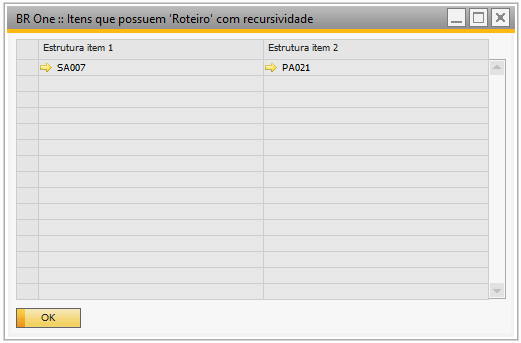 BR One :: Itens que possuem 'Roteiro' com recursividade
Estrutura item 1 Estrutura item 2
SA007 PA021
OK